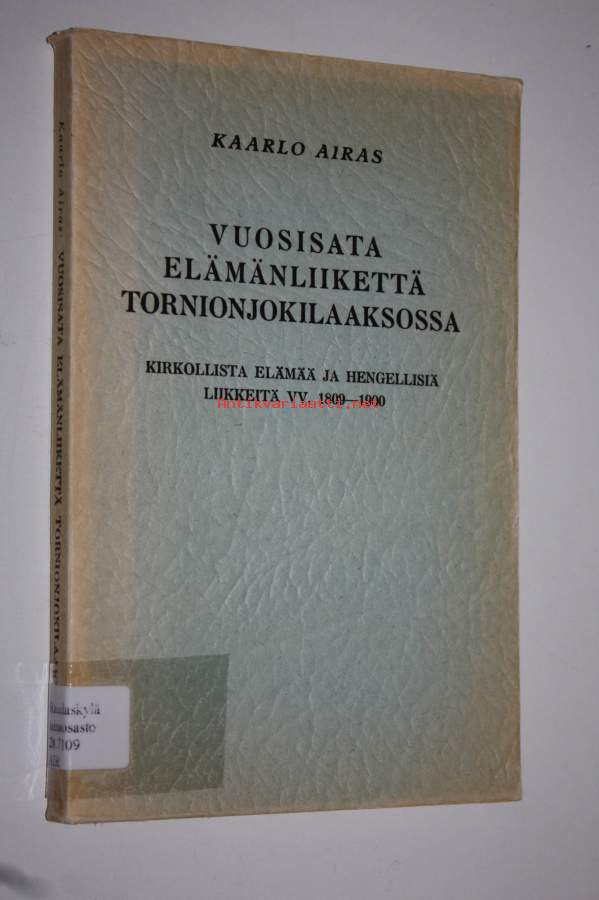 KAARLO AIRAS
VUOSISATA
ELÄMÄNLIIKETTÄ
TORNIONJOKILAAKSOSSA
KIRKOLLISTA ELÄMÄÄ JA HENGELLISIÄ
LIIKKEITÄ VV. 1809—1900
Antikvariaatti.net
Kaarlo Airas: VUOSISATA ELÄMÄNLIIKETTÄ